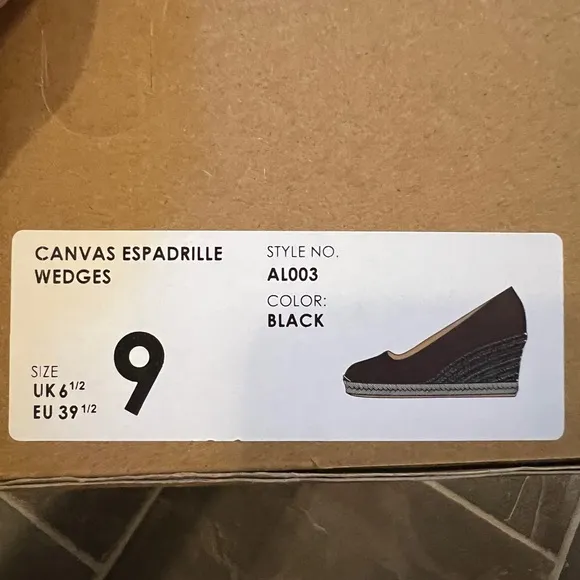 CANVAS ESPADRILLE
WEDGES
STYLE NO.
AL003
COLOR:
BLACK
SIZE
UK 6 1/2
EU 39 1/2
9